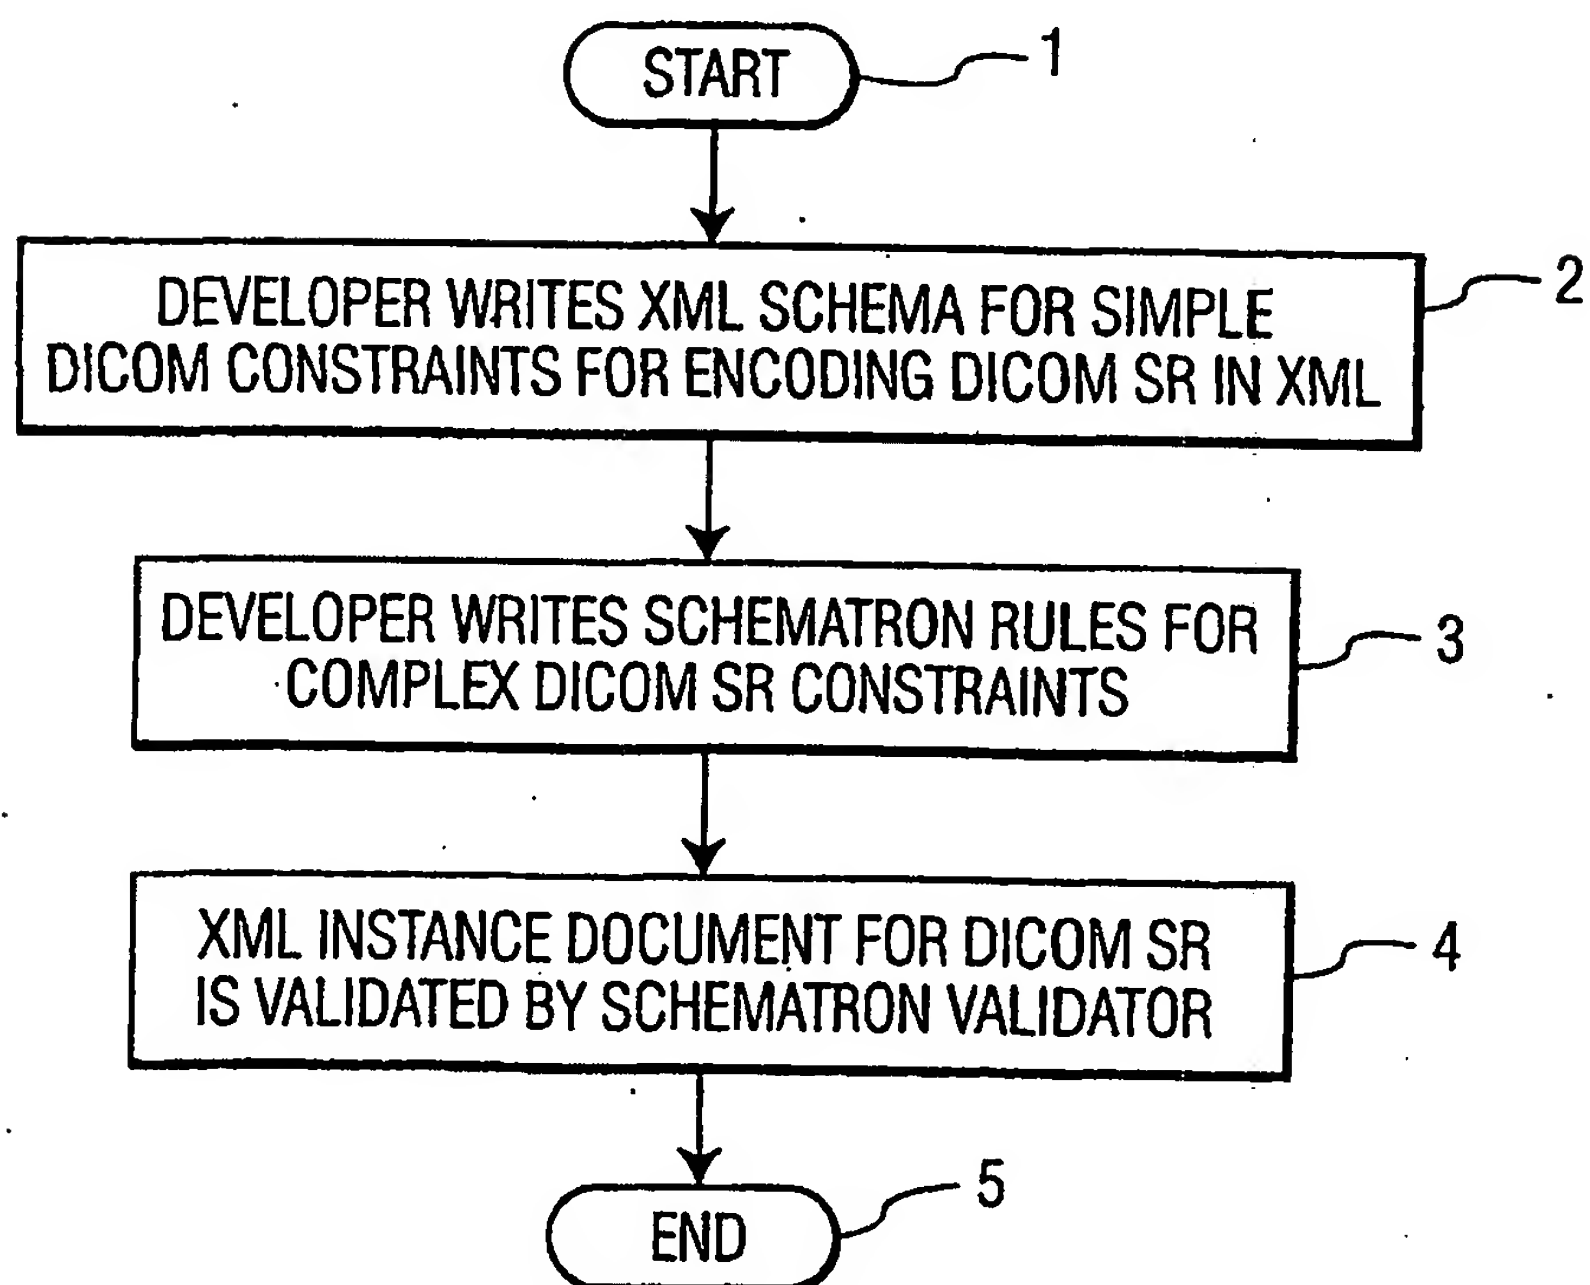 START
1
DEVELOPER WRITES XML SCHEMA FOR SIMPLE
DICOM CONSTRAINTS FOR ENCODING DICOM SR IN XML
2
DEVELOPER WRITES SCHEMATRON RULES FOR
COMPLEX DICOM SR CONSTRAINTS
3
XML INSTANCE DOCUMENT FOR DICOM SR
IS VALIDATED BY SCHEMATRON VALIDATOR
4
END
5